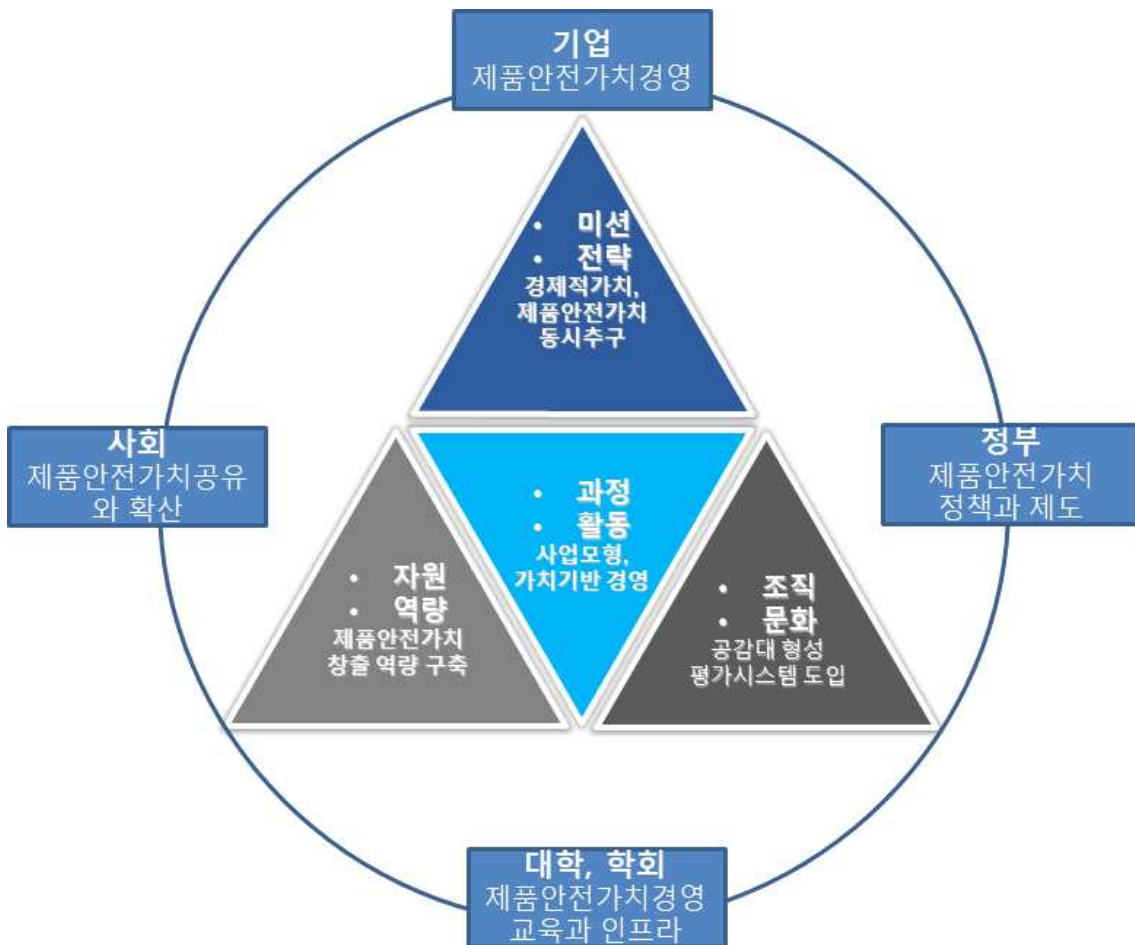 기업
제품안전가치경영
• 미션
• 전략
경제적가치,
제품안전가치
동시추구
사회
제품안전가치공유
와 확산
정부
제품안전가치
정책과 제도
• 과정
• 활동
사업모형,
가치기반 경영
• 자원
• 역량
제품안전가치
창출 역량 구축
• 조직
• 문화
공감대 형성
평가시스템 도입
대학, 학회
제품안전가치경영
교육과 인프라